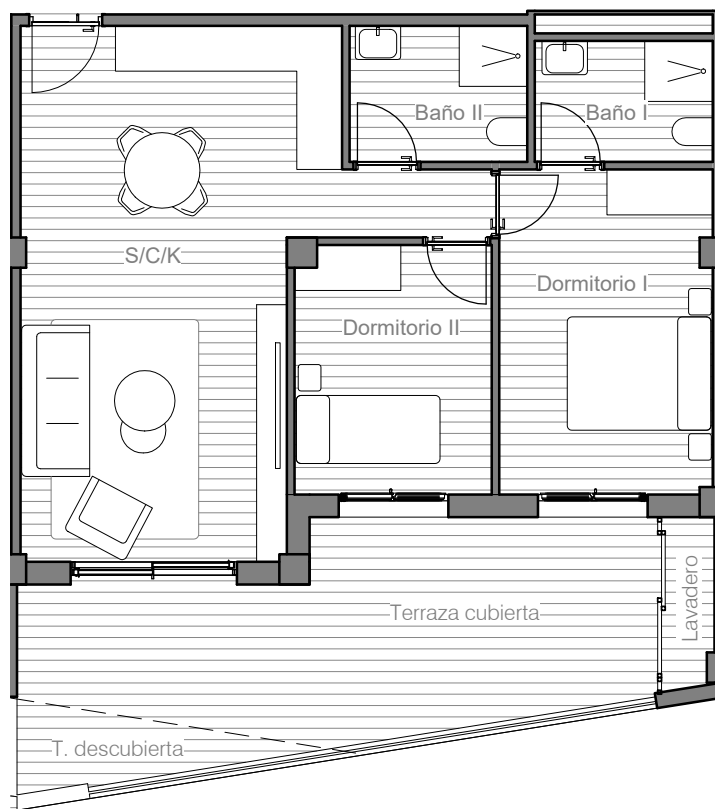 Baño II
Baño I
S/C/K
Dormitorio I
Dormitorio II
Terraza cubierta
Lavadero
T. descubierta